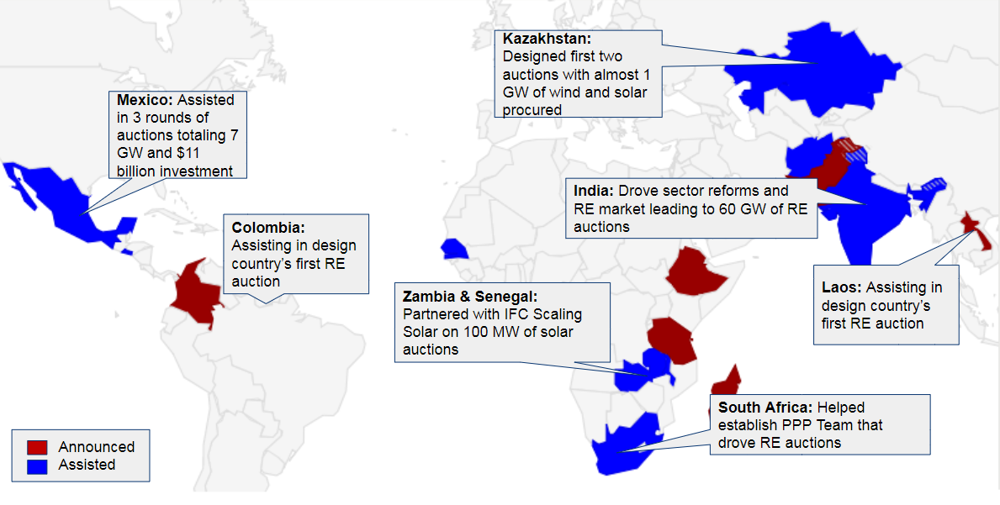 Kazakhstan:
Designed first two
auctions with almost 1
GW of wind and solar
procured
Mexico: Assisted
in 3 rounds of
auctions totaling 7
GW and $11
billion investment
India: Drove sector reforms and
RE market leading to 60 GW of RE
auctions
Colombia:
Assisting in design
country’s first RE
auction
Zambia & Senegal:
Partnered with IFC Scaling
Solar on 100 MW of solar
auctions
Laos: Assisting in
design country’s
first RE auction
South Africa: Helped
establish PPP Team that
drove RE auctions
Announced
Assisted